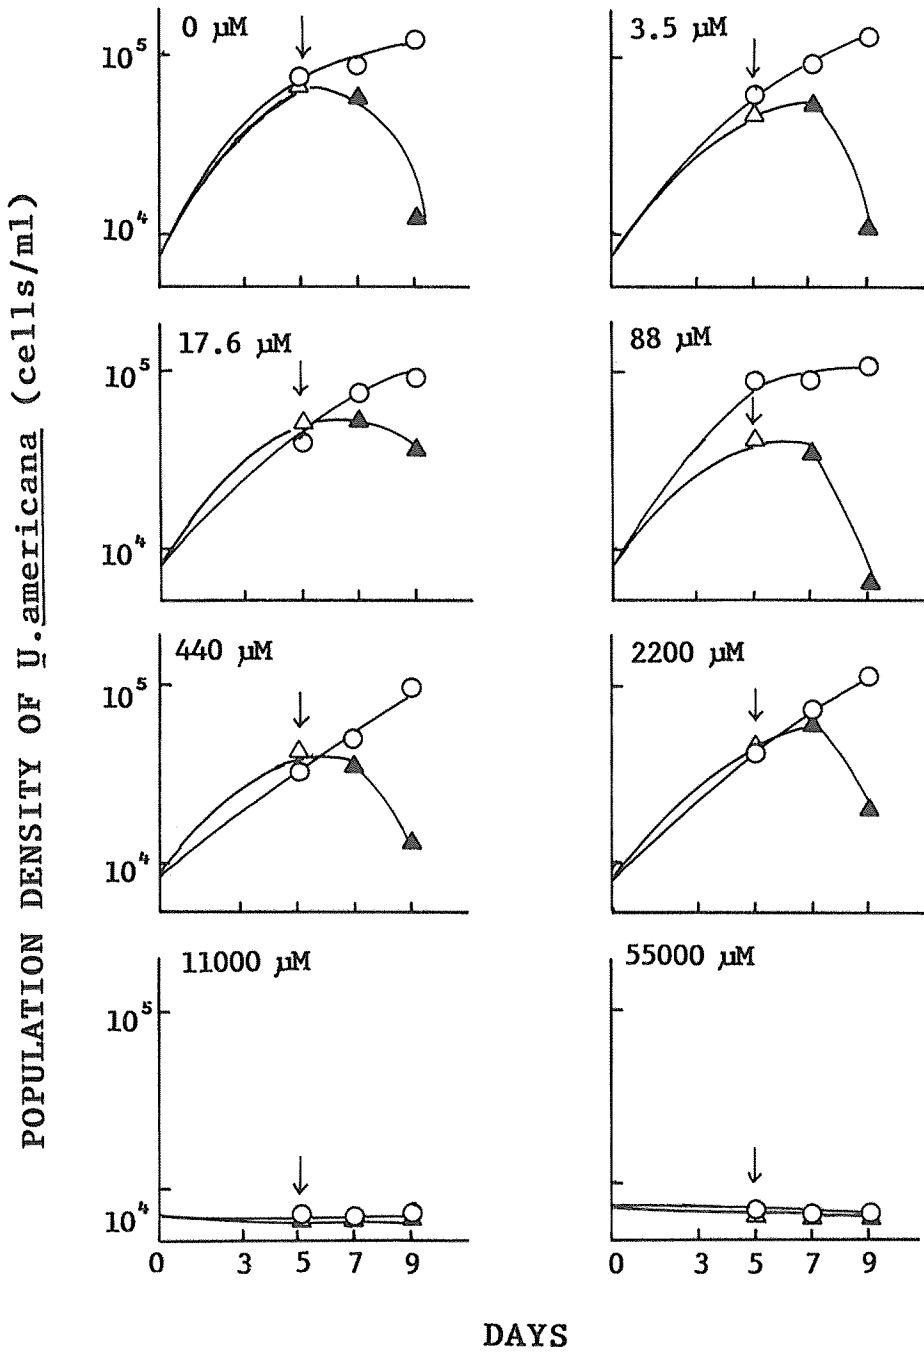 POPULATION DENSITY OF U.americana (cells/ml)
0 µM
10⁵
10⁴
3.5 µM
17.6 µM
10⁵
10⁴
88 µM
440 µM
10⁵
10⁴
2200 µM
11000 µM
10⁵
10⁴
0 3 5 7 9
55000 µM
0 3 5 7 9
DAYS